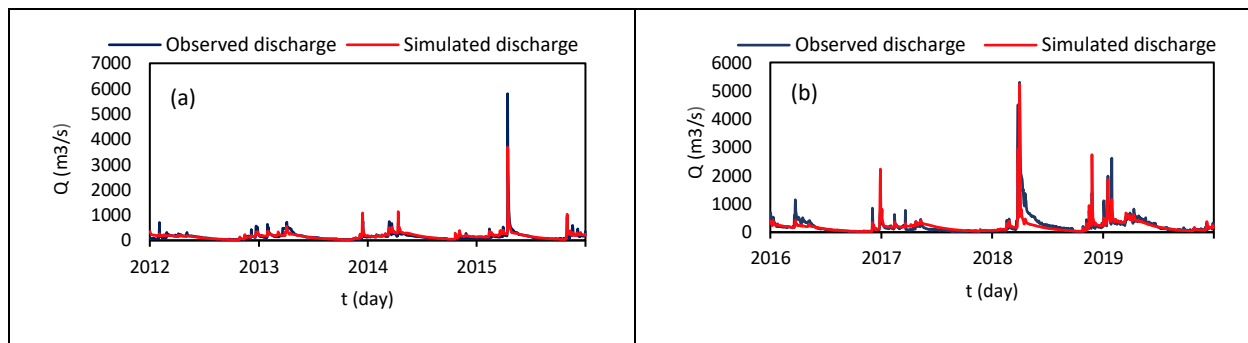 Observed discharge Simulated discharge
7000
6000
5000
4000
3000
2000
1000
0
Q (m3/s)
(a)
2012 2013 2014 2015
t (day)
Observed discharge Simulated discharge
6000
5000
4000
3000
2000
1000
0
Q (m3/s)
(b)
2016 2017 2018 2019
t (day)